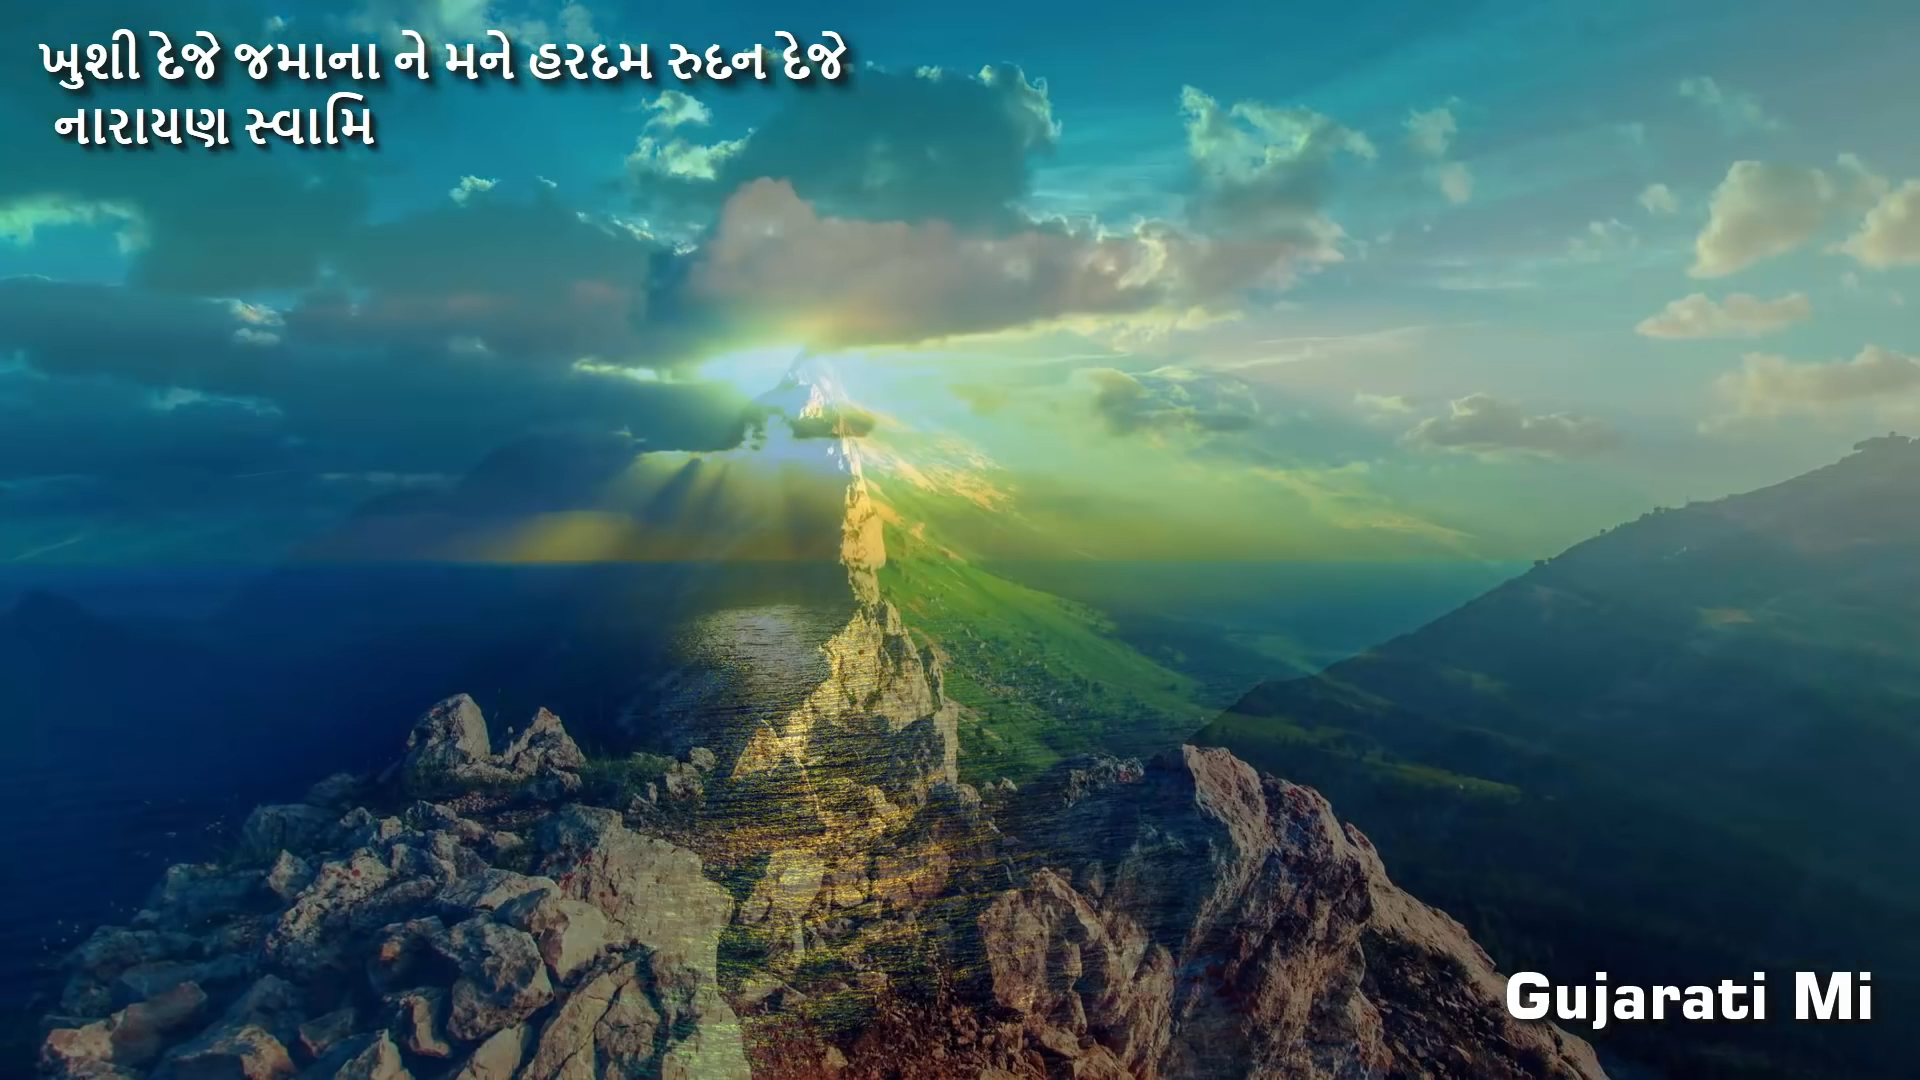 ખુશી દેજે જમાના ને મને હરદમ રુદન દેજે
નારાયણ સ્વામિ
Gujarati Mi